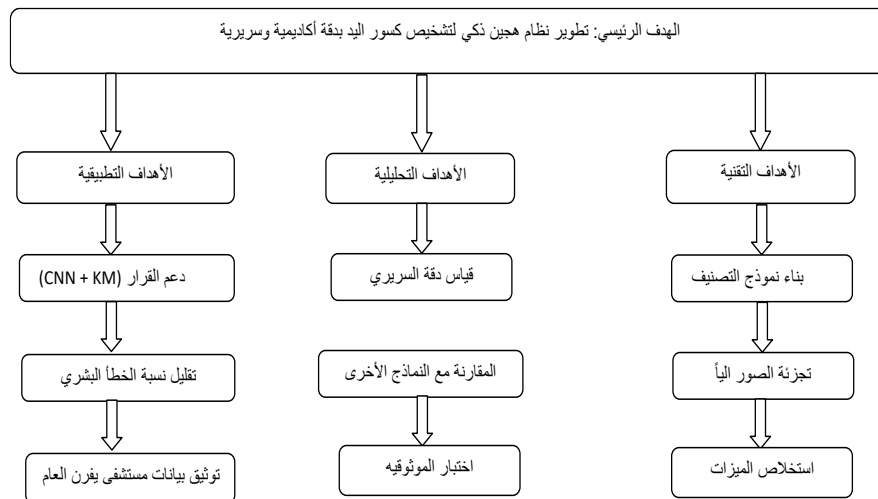 الهدف الرئيسي: تطوير نظام هجين ذكي لتشخيص كسور اليد بدقة أكاديمية وسريرية
الأهداف التقنية
الأهداف التحليلية
الأهداف التطبيقية
بناء نموذج التصنيف
قياس دقة السريري
دعم القرار (CNN + KM)
تجزئة الصور الياً
المقارنة مع النماذج الأخرى
تقليل نسبة الخطأ البشري
استخلاص الميزات
اختبار الموثوقيه
توثيق بيانات مستشفى يفرن العام